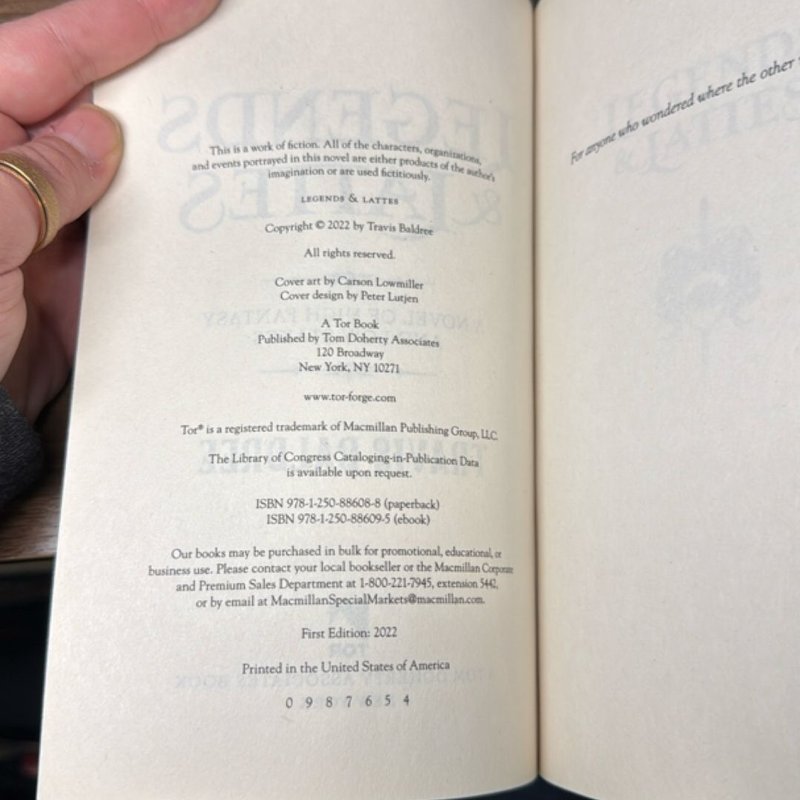 This is a work of fiction. All of the characters, organizations,
and events portrayed in this novel are either products of the author's
imagination or are used fictitiously.
LEGENDS & LATTES
Copyright © 2022 by Travis Baldree
All rights reserved.
Cover art by Carson Lowmiller
Cover design by Peter Lutjen
A Tor Book
Published by Tom Doherty Associates
120 Broadway
New York, NY 10271
www.tor-forge.com
Tor® is a registered trademark of Macmillan Publishing Group, LLC.
The Library of Congress Cataloging-in-Publication Data
is available upon request.
ISBN 978-1-250-88608-8 (paperback)
ISBN 978-1-250-88609-5 (ebook)
Our books may be purchased in bulk for promotional, educational, or
business use. Please contact your local bookseller or the Macmillan Corporate
and Premium Sales Department at 1-800-221-7945, extension 5442,
or by email at MacmillanSpecialMarkets@macmillan.com.
First Edition: 2022
Printed in the United States of America
0 9 8 7 6 5 4
For anyone who wondered where the other